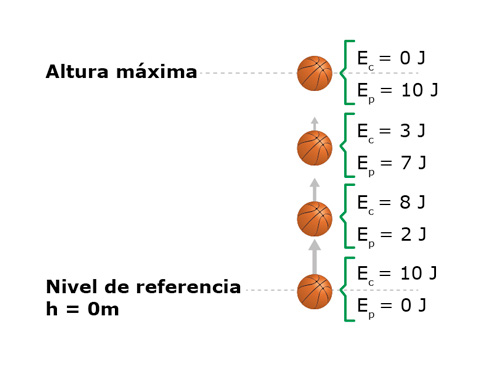 Altura máxima
E_c = 0 J
E_p = 10 J
E_c = 3 J
E_p = 7 J
E_c = 8 J
E_p = 2 J
Nivel de referencia
h = 0m
E_c = 10 J
E_p = 0 J